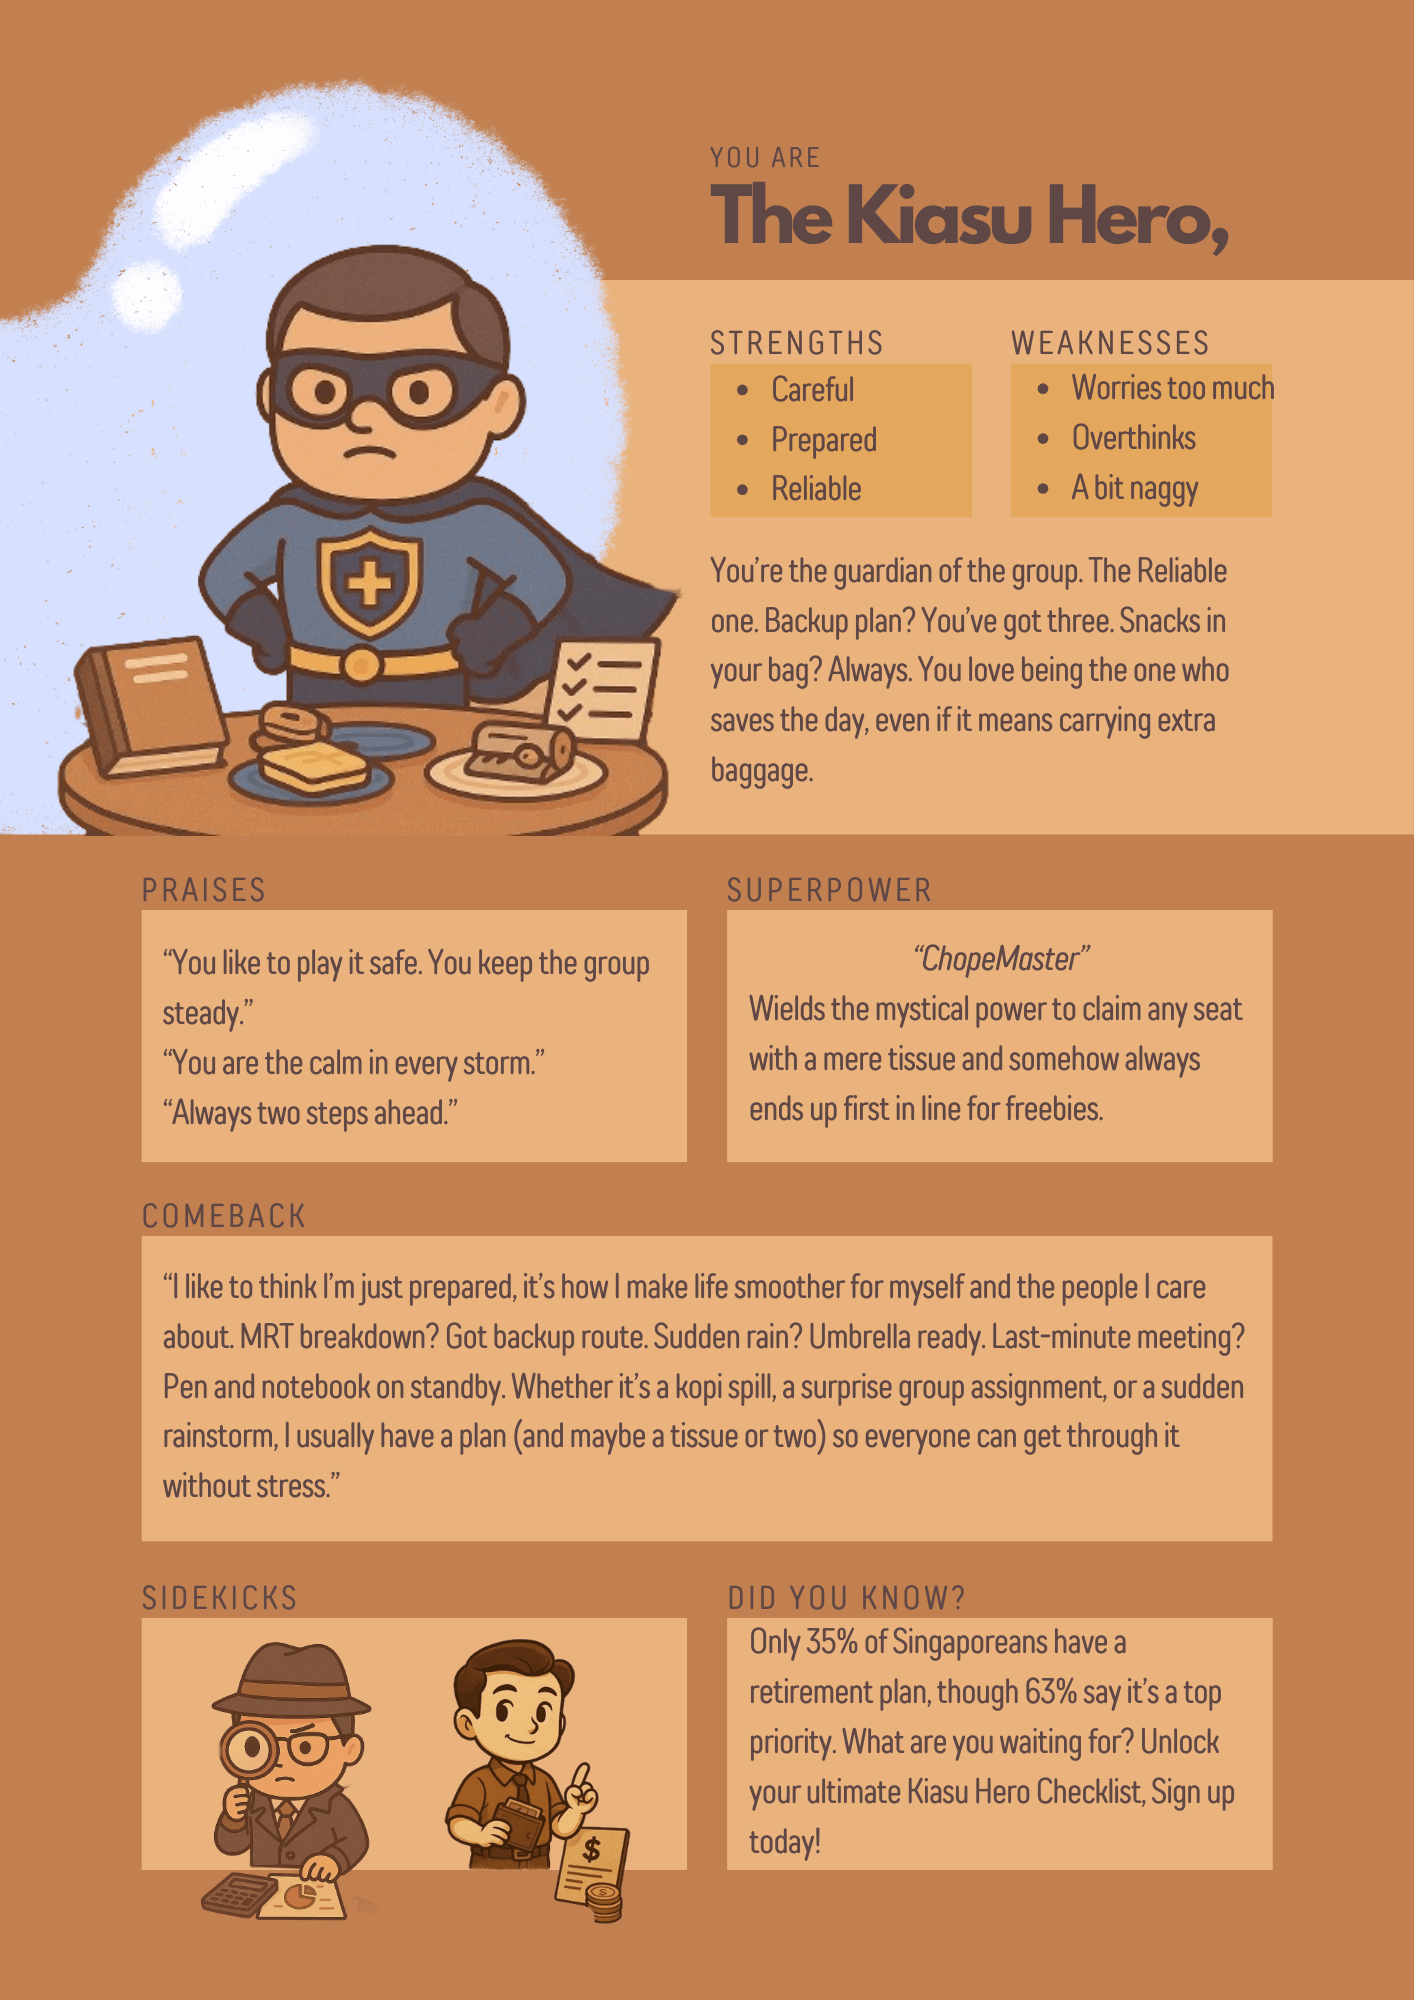 YOU ARE
The Kiasu Hero,
STRENGTHS
• Careful
• Prepared
• Reliable
WEAKNESSES
• Worries too much
• Overthinks
• A bit naggy
You’re the guardian of the group. The Reliable
one. Backup plan? You’ve got three. Snacks in
your bag? Always. You love being the one who
saves the day, even if it means carrying extra
baggage.
PRAISES
“You like to play it safe. You keep the group
steady.”
“You are the calm in every storm.”
“Always two steps ahead.”
SUPERPOWER
“ChopeMaster”
Wields the mystical power to claim any seat
with a mere tissue and somehow always
ends up first in line for freebies.
COMEBACK
“I like to think I’m just prepared, it’s how I make life smoother for myself and the people I care
about. MRT breakdown? Got backup route. Sudden rain? Umbrella ready. Last-minute meeting?
Pen and notebook on standby. Whether it’s a kopi spill, a surprise group assignment, or a sudden
rainstorm, I usually have a plan (and maybe a tissue or two) so everyone can get through it
without stress.”
SIDEKICKS
$
DID YOU KNOW?
Only 35% of Singaporeans have a
retirement plan, though 63% say it’s a top
priority. What are you waiting for? Unlock
your ultimate Kiasu Hero Checklist, Sign up
today!